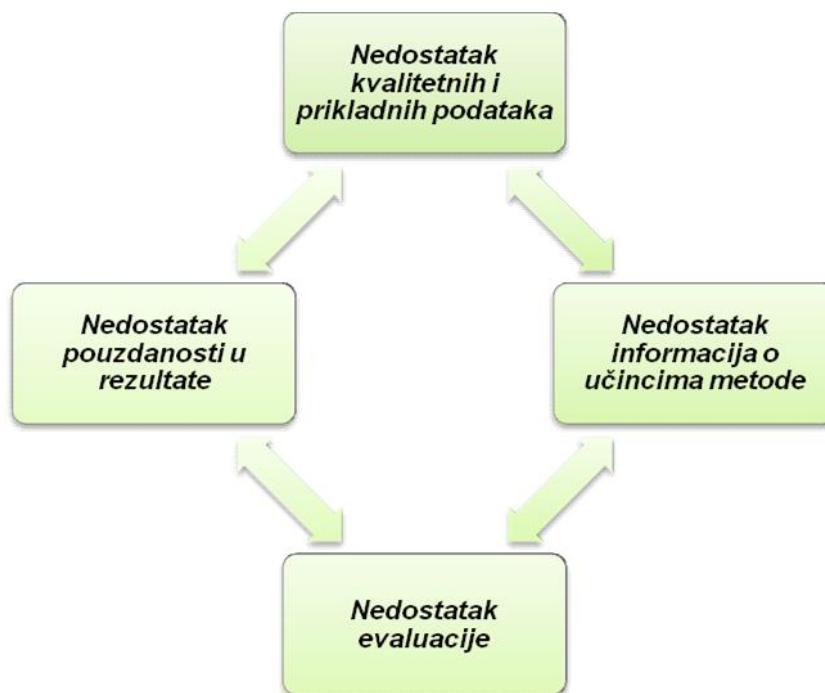 Nedostatak
kvalitetnih i
prikladnih podataka
Nedostatak
pouzdanosti u
rezultate
Nedostatak
informacija o
učincima metode
Nedostatak
evaluacije